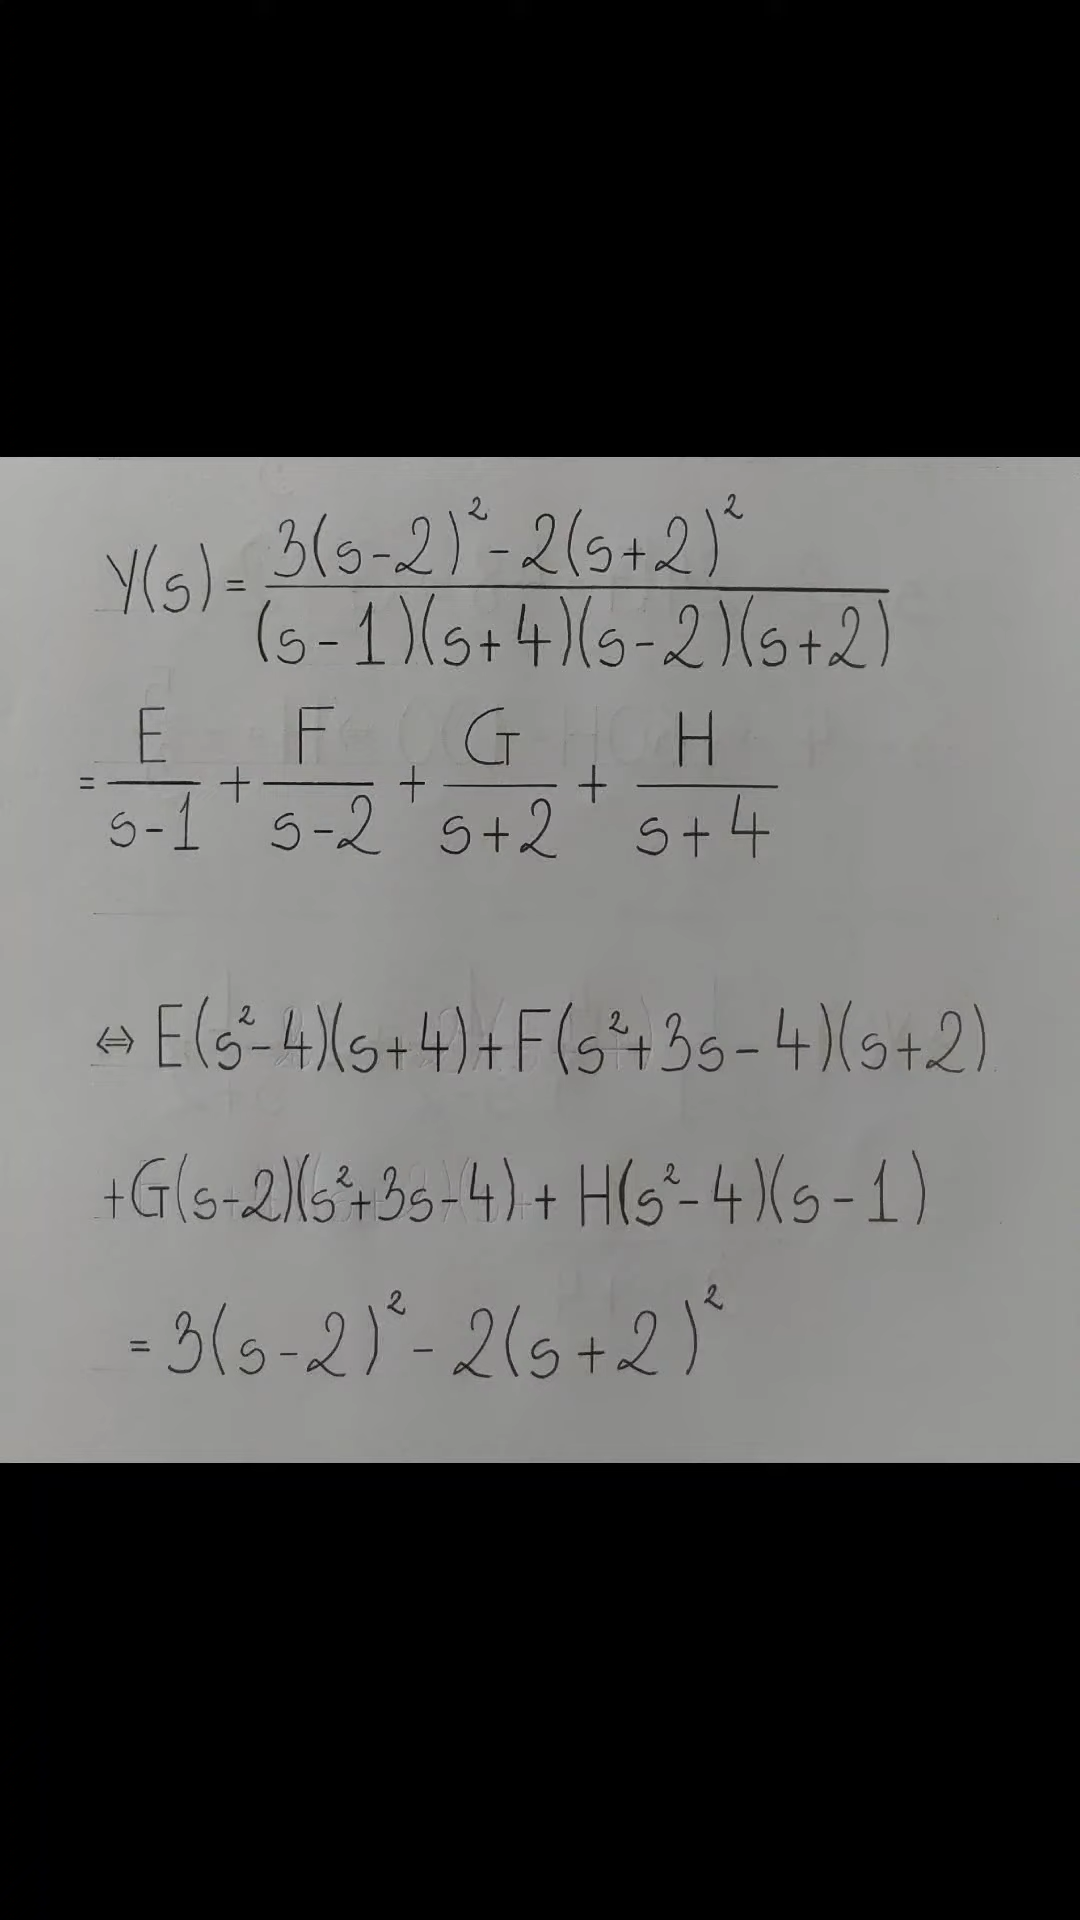 Y(s) = (3(s-2)² - 2(s+2)²) / ((s-1)(s+4)(s-2)(s+2))
= E/(s-1) + F/(s-2) + G/(s+2) + H/(s+4)
⇔ E(s²-4)(s+4) + F(s²+3s-4)(s+2)
+ G(s-2)(s²+3s-4) + H(s²-4)(s-1)
= 3(s-2)² - 2(s+2)²